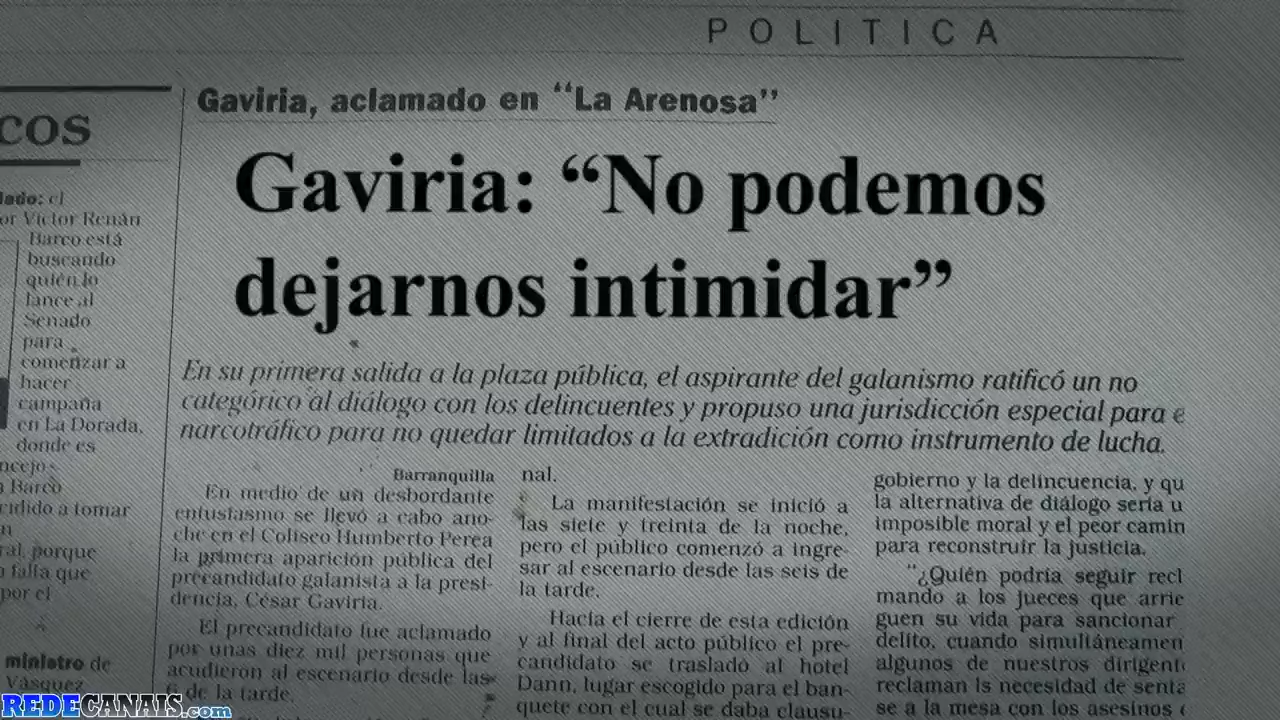 POLITICA
COS
lado: el
or Víctor Renán
Barco está
buscando
quién lo
lance al
Senado
para
comenzar a
hacer
campaña
en La Dorada,
donde es
ncejo
Barco
cidido a tomar
ral, porque
falla que
por el
ministro de
Vásquez
Gaviria, aclamado en “La Arenosa”
Gaviria: “No podemos
dejarnos intimidar”
En su primera salida a la plaza pública, el aspirante del galanismo ratificó un no
categórico al diálogo con los delincuentes y propuso una jurisdicción especial para e
narcotráfico para no quedar limitados a la extradición como instrumento de lucha.
Barranquilla
En medio de un desbordante
entusiasmo se llevó a cabo ano-
che en el Coliseo Humberto Perea
la primera aparición pública del
precandidato galanista a la presi-
dencia, César Gaviria.
El precandidato fue aclamado
por unas diez mil personas que
acudieron al escenario desde las
de la tarde.
nal.
La manifestación se inició a
las siete y treinta de la noche,
pero el público comenzó a ingre-
sar al escenario desde las seis de
la tarde.
Hacia el cierre de esta edición
y al final del acto público el pre-
candidato se trasladó al hotel
Dann, lugar escogido para el ban-
quete con el cual se daba clausu-
gobierno y la delincuencia, y qu
la alternativa de diálogo sería u
imposible moral y el peor camin
para reconstruir la justicia.
“¿Quién podría seguir recl
mando a los jueces que arrie
guen su vida para sancionar
delito, cuando simultáneamen
algunos de nuestros dirigent
reclaman la necesidad de senta
se a la mesa con los asesinos
REDECANAIS.com